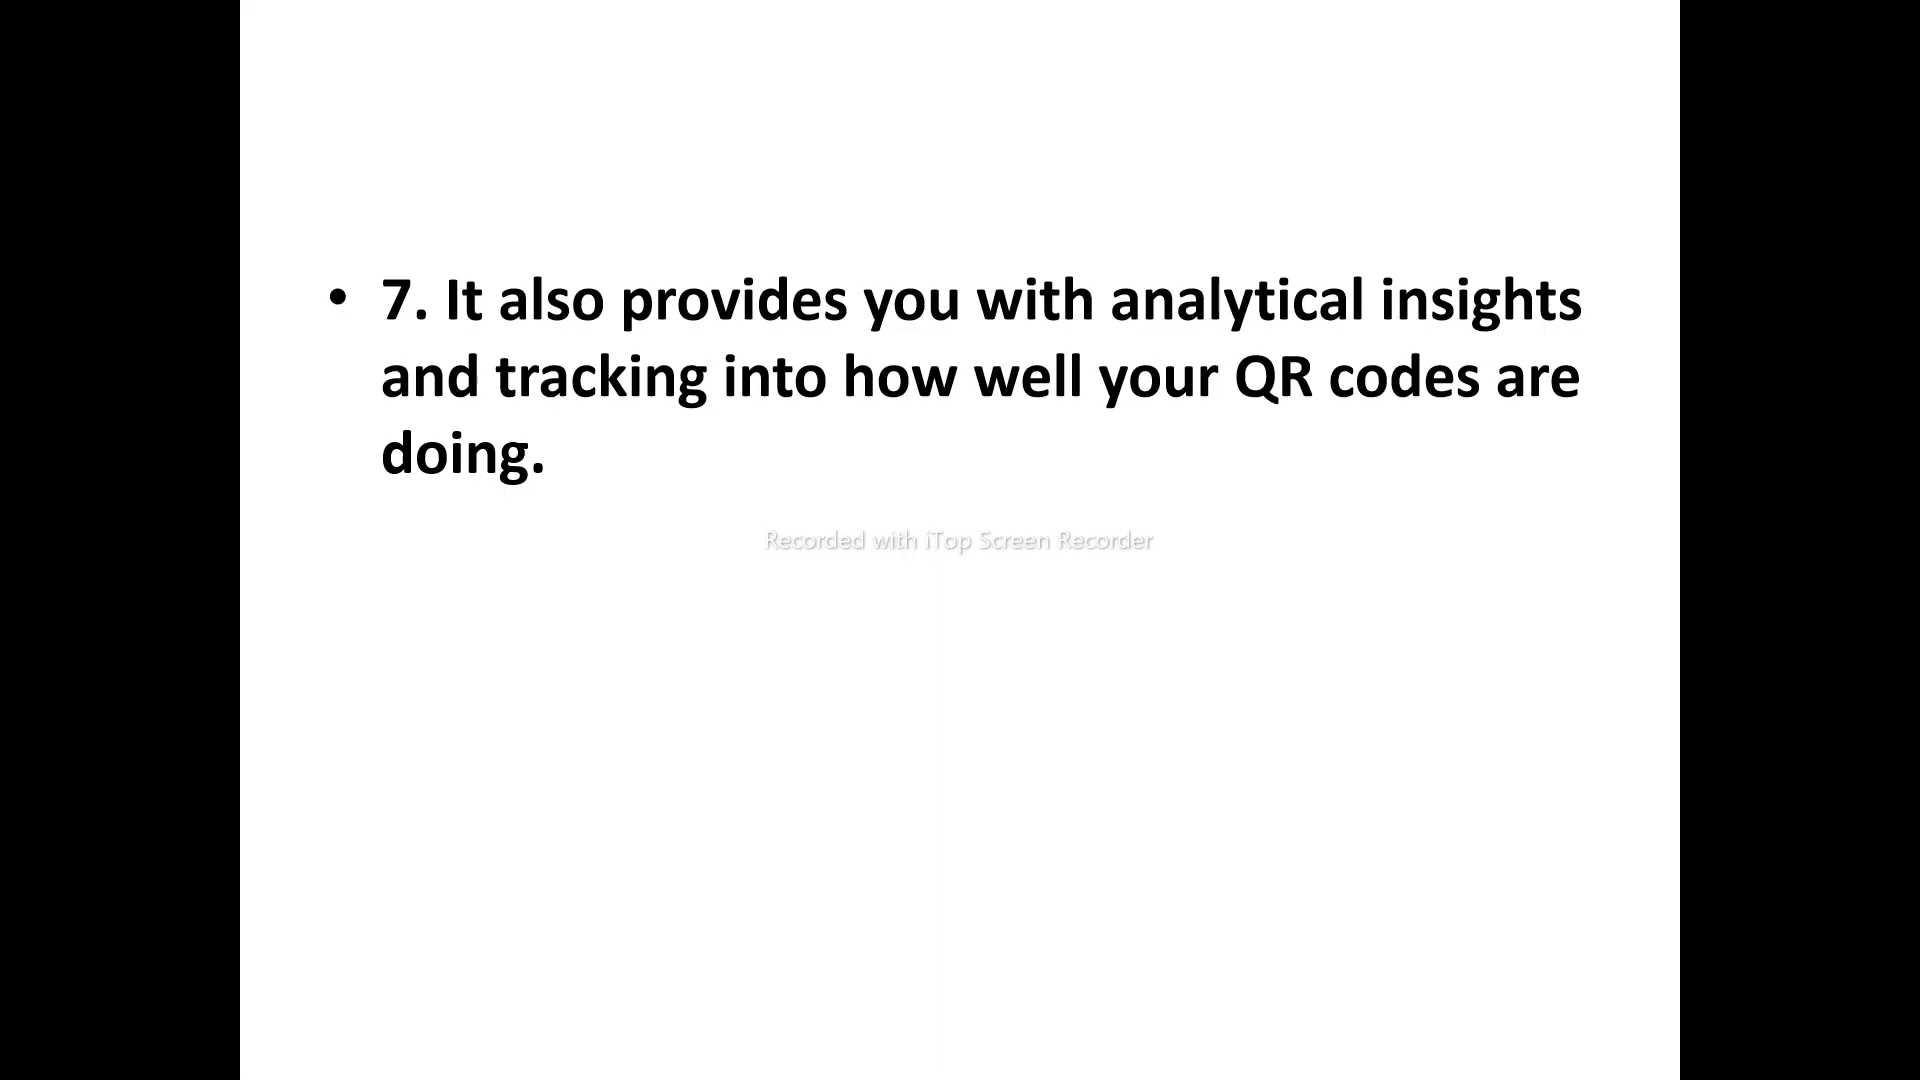 • 7. It also provides you with analytical insights
and tracking into how well your QR codes are
doing.
Recorded with iTop Screen Recorder